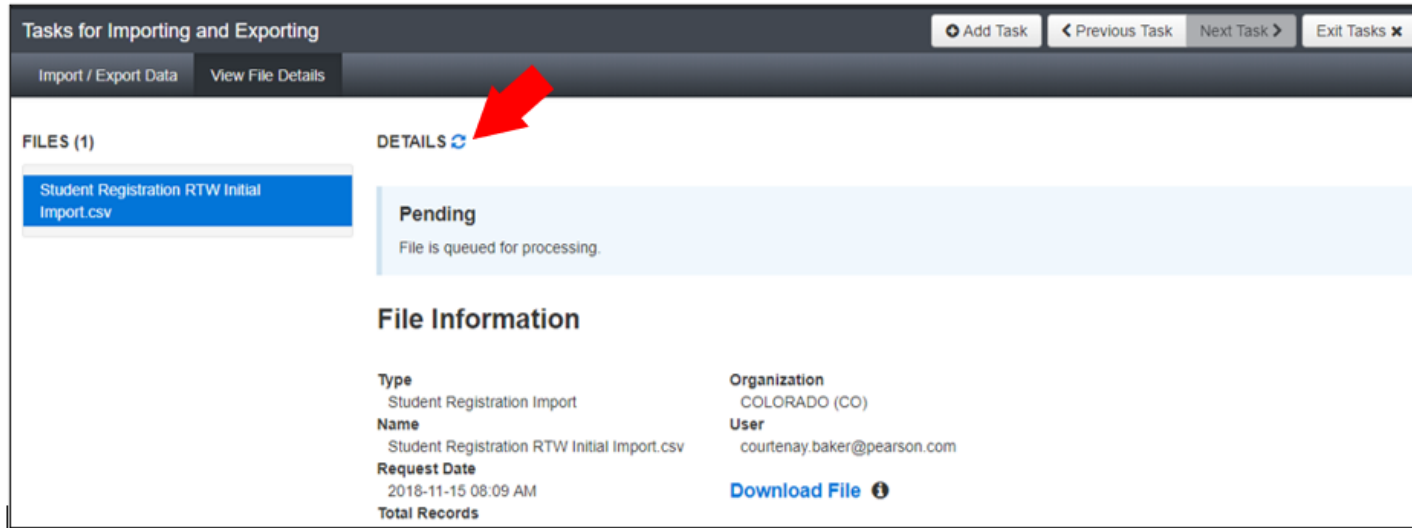 Tasks for Importing and Exporting
Add Task
Previous Task
Next Task
Exit Tasks
Import / Export Data
View File Details
FILES (1)
Student Registration RTW Initial
Import.csv
DETAILS
Pending
File is queued for processing.
File Information
Type
Student Registration Import
Name
Student Registration RTW Initial Import.csv
Request Date
2018-11-15 08:09 AM
Total Records
Organization
COLORADO (CO)
User
courtenay.baker@pearson.com
Download File